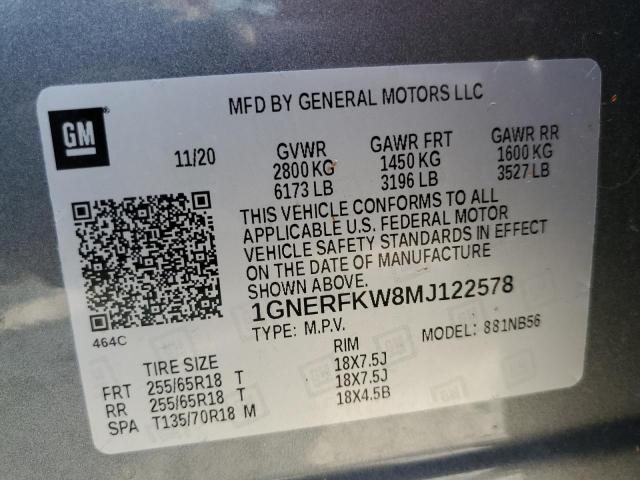 GM
MFD BY GENERAL MOTORS LLC
11/20
GVWR GAWR FRT GAWR RR
2800 KG 1450 KG 1600 KG
6173 LB 3196 LB 3527 LB
THIS VEHICLE CONFORMS TO ALL
APPLICABLE U.S. FEDERAL MOTOR
VEHICLE SAFETY STANDARDS IN EFFECT
ON THE DATE OF MANUFACTURE
SHOWN ABOVE.
1GNERFKW8MJ122578
464C
TYPE: M.P.V. MODEL: 881NB56
TIRE SIZE RIM
FRT 255/65R18 T 18X7.5J
RR 255/65R18 T 18X7.5J
SPA T135/70R18 M 18X4.5B